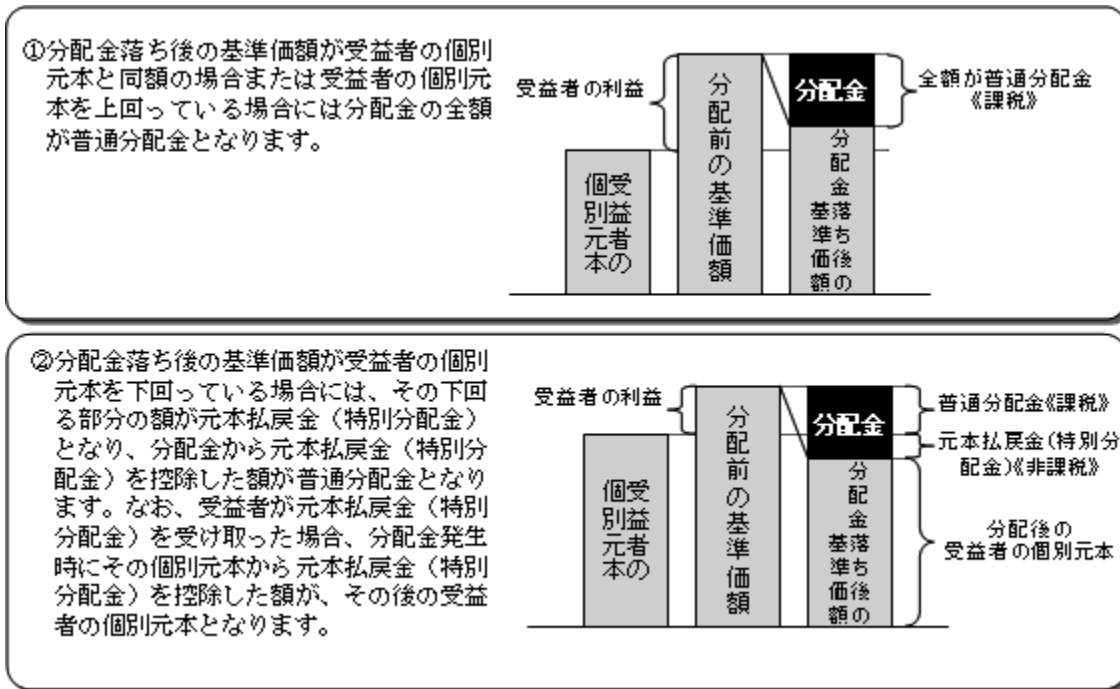 ①分配金落ち後の基準価額が受益者の個別
元本と同額の場合または受益者の個別元
本を上回っている場合には分配金の全額
が普通分配金となります。
受益者の利益
受益者の
個別元本
分配前の基準価額
分配金
分配金落ち後の
基準価額
全額が普通分配金
《課税》
②分配金落ち後の基準価額が受益者の個別
元本を下回っている場合には、その下回
る部分の額が元本払戻金（特別分配金）
となり、分配金から元本払戻金（特別分
配金）を控除した額が普通分配金となり
ます。なお、受益者が元本払戻金（特別
分配金）を受け取った場合、分配金発生
時にその個別元本から元本払戻金（特別
分配金）を控除した額が、その後の受益
者の個別元本となります。
受益者の利益
受益者の
個別元本
分配前の基準価額
分配金
分配金落ち後の
基準価額
普通分配金《課税》
元本払戻金(特別分
配金)《非課税》
分配後の
受益者の個別元本